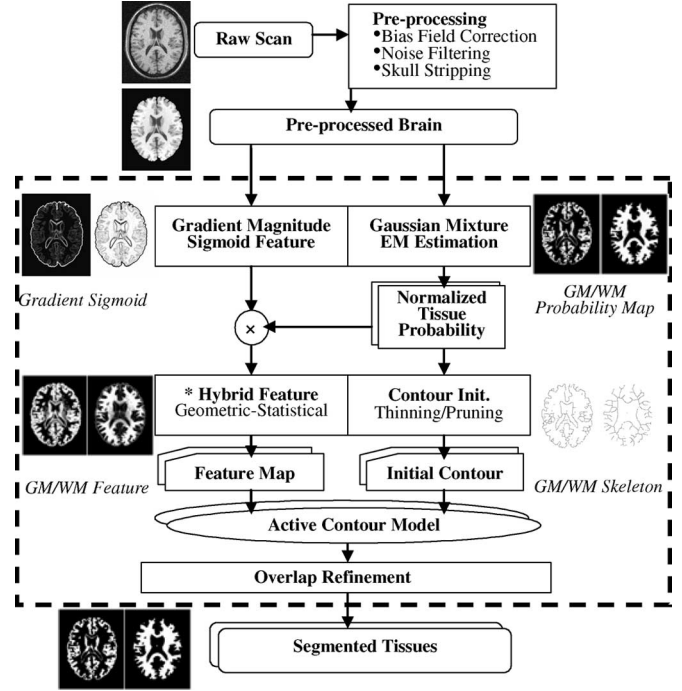 Raw Scan
Pre-processing
•Bias Field Correction
•Noise Filtering
•Skull Stripping
Pre-processed Brain
Gradient Magnitude
Sigmoid Feature
Gaussian Mixture
EM Estimation
Gradient Sigmoid
GM/WM
Probability Map
Normalized
Tissue
Probability
×
* Hybrid Feature
Geometric-Statistical
Contour Init.
Thinning/Pruning
GM/WM Feature
Feature Map
Initial Contour
GM/WM Skeleton
Active Contour Model
Overlap Refinement
Segmented Tissues